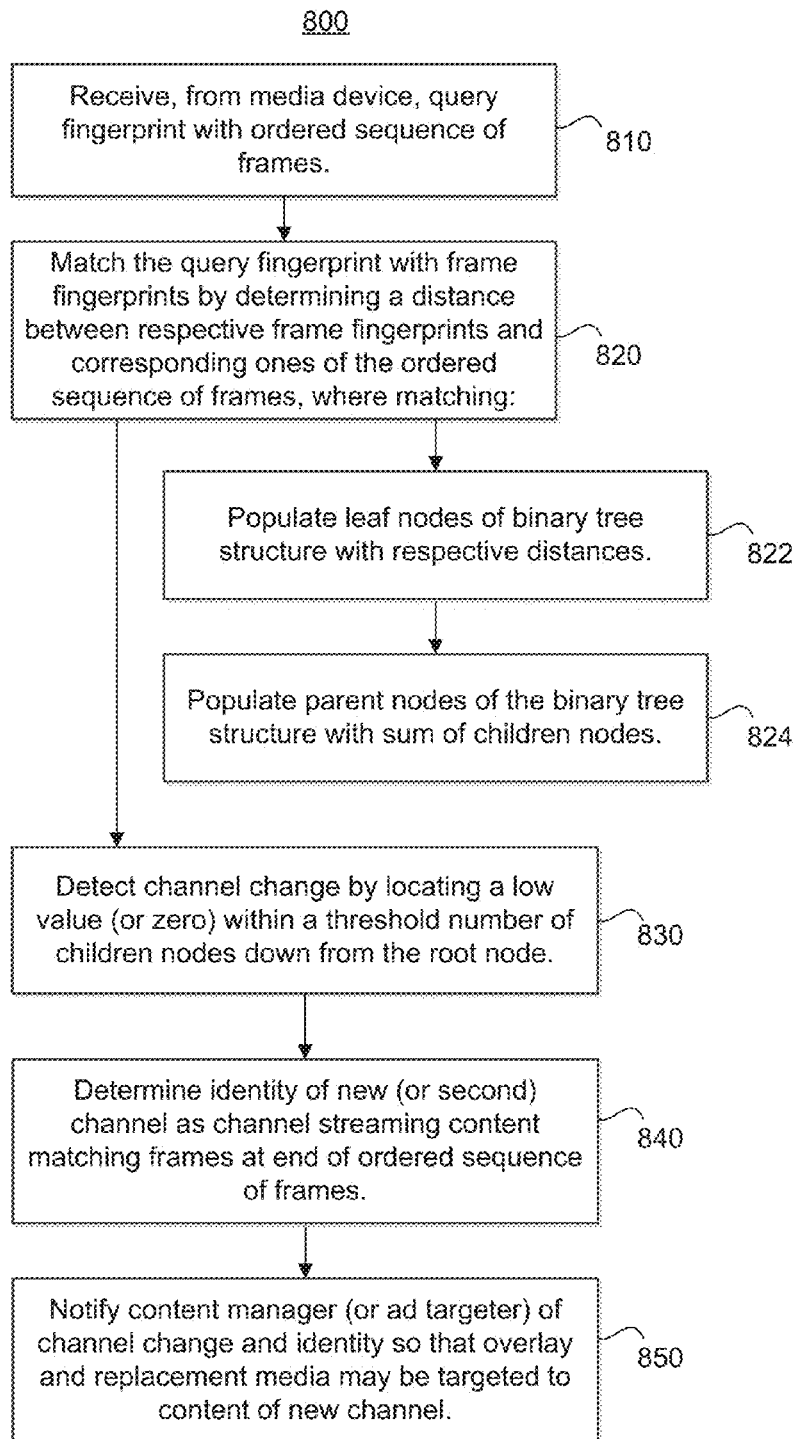 800
Receive, from media device, query
fingerprint with ordered sequence of
frames.
810
Match the query fingerprint with frame
fingerprints by determining a distance
between respective frame fingerprints and
corresponding ones of the ordered
sequence of frames, where matching:
820
Populate leaf nodes of binary tree
structure with respective distances.
822
Populate parent nodes of the binary tree
structure with sum of children nodes.
824
Detect channel change by locating a low
value (or zero) within a threshold number of
children nodes down from the root node.
830
Determine identity of new (or second)
channel as channel streaming content
matching frames at end of ordered sequence
of frames.
840
Notify content manager (or ad targeter) of
channel change and identity so that overlay
and replacement media may be targeted to
content of new channel.
850